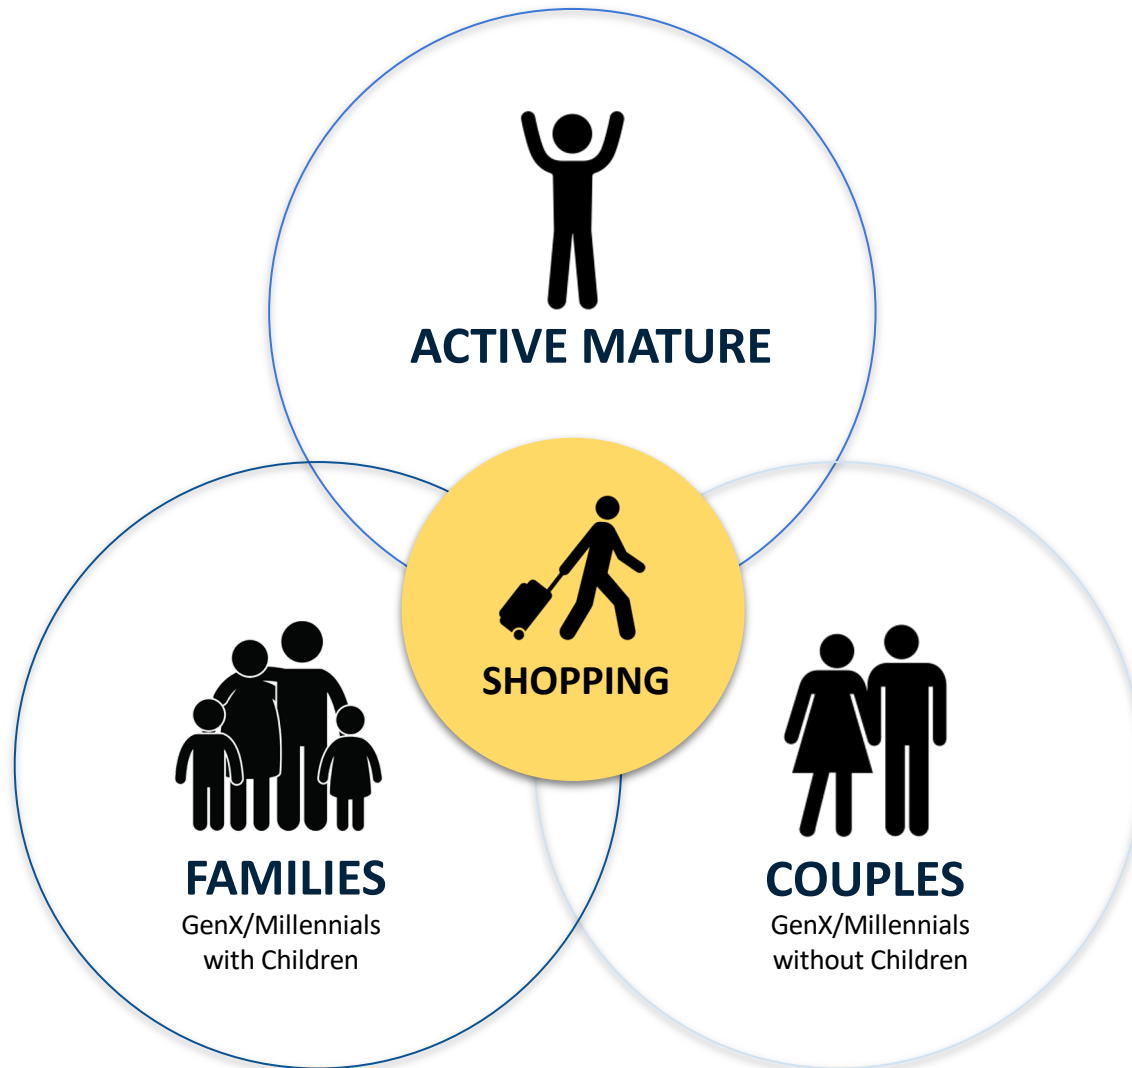 ACTIVE MATURE
SHOPPING
FAMILIES
GenX/Millennials
with Children
COUPLES
GenX/Millennials
without Children